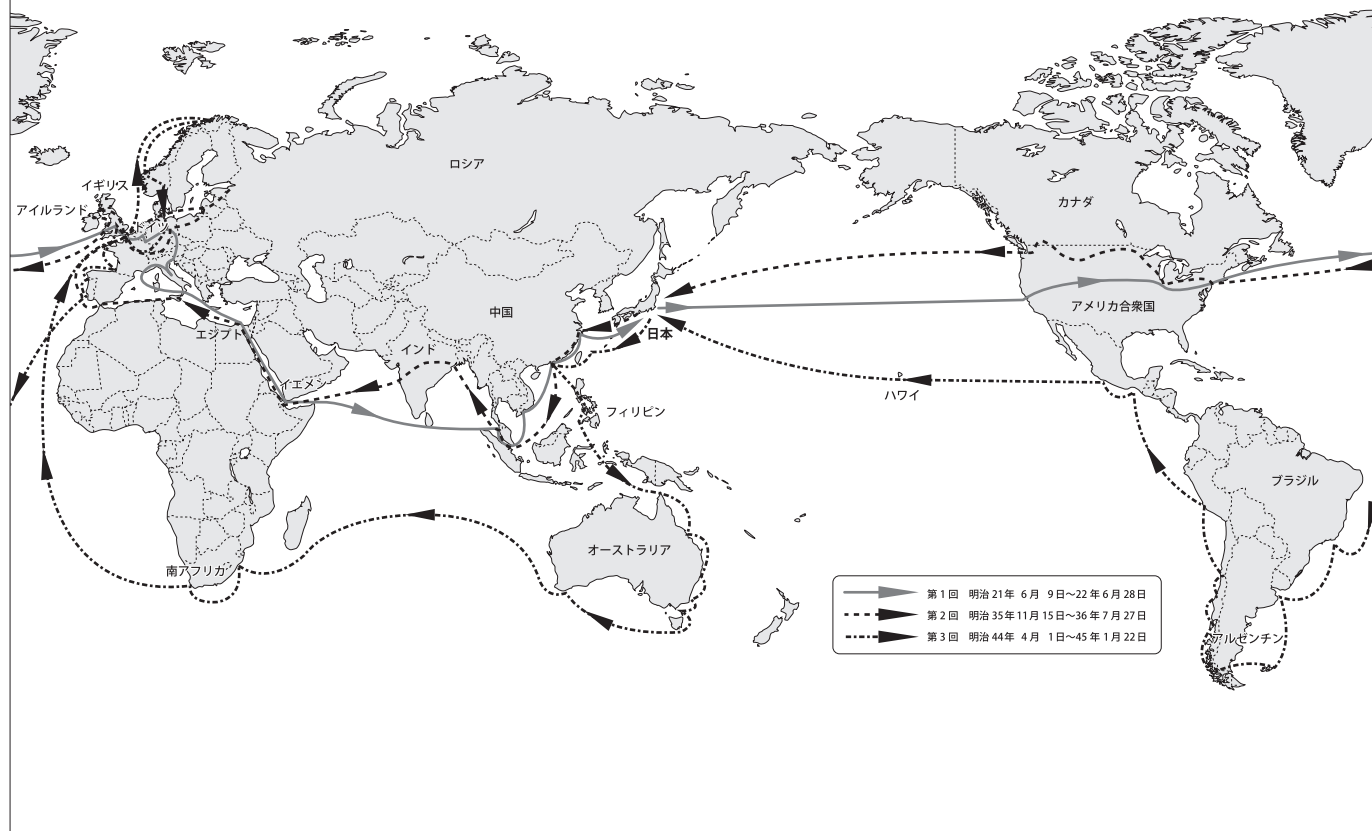 ロシア
イギリス
アイルランド
ドイツ
カナダ
中国
アメリカ合衆国
日本
エジプト
インド
イエメン
ハワイ
フィリピン
ブラジル
オーストラリア
南アフリカ
アルゼンチン
第1回 明治21年 6月 9日～22年6月28日
第2回 明治35年11月15日～36年7月27日
第3回 明治44年 4月 1日～45年1月22日